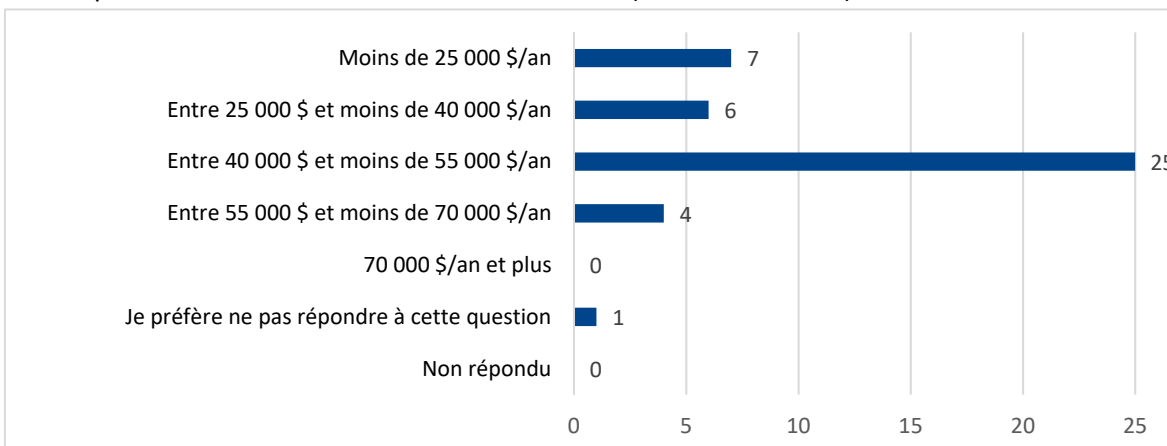 Moins de 25 000 $/an 7
Entre 25 000 $ et moins de 40 000 $/an 6
Entre 40 000 $ et moins de 55 000 $/an 25
Entre 55 000 $ et moins de 70 000 $/an 4
70 000 $/an et plus 0
Je préfère ne pas répondre à cette question 1
Non répondu 0
0 5 10 15 20 25